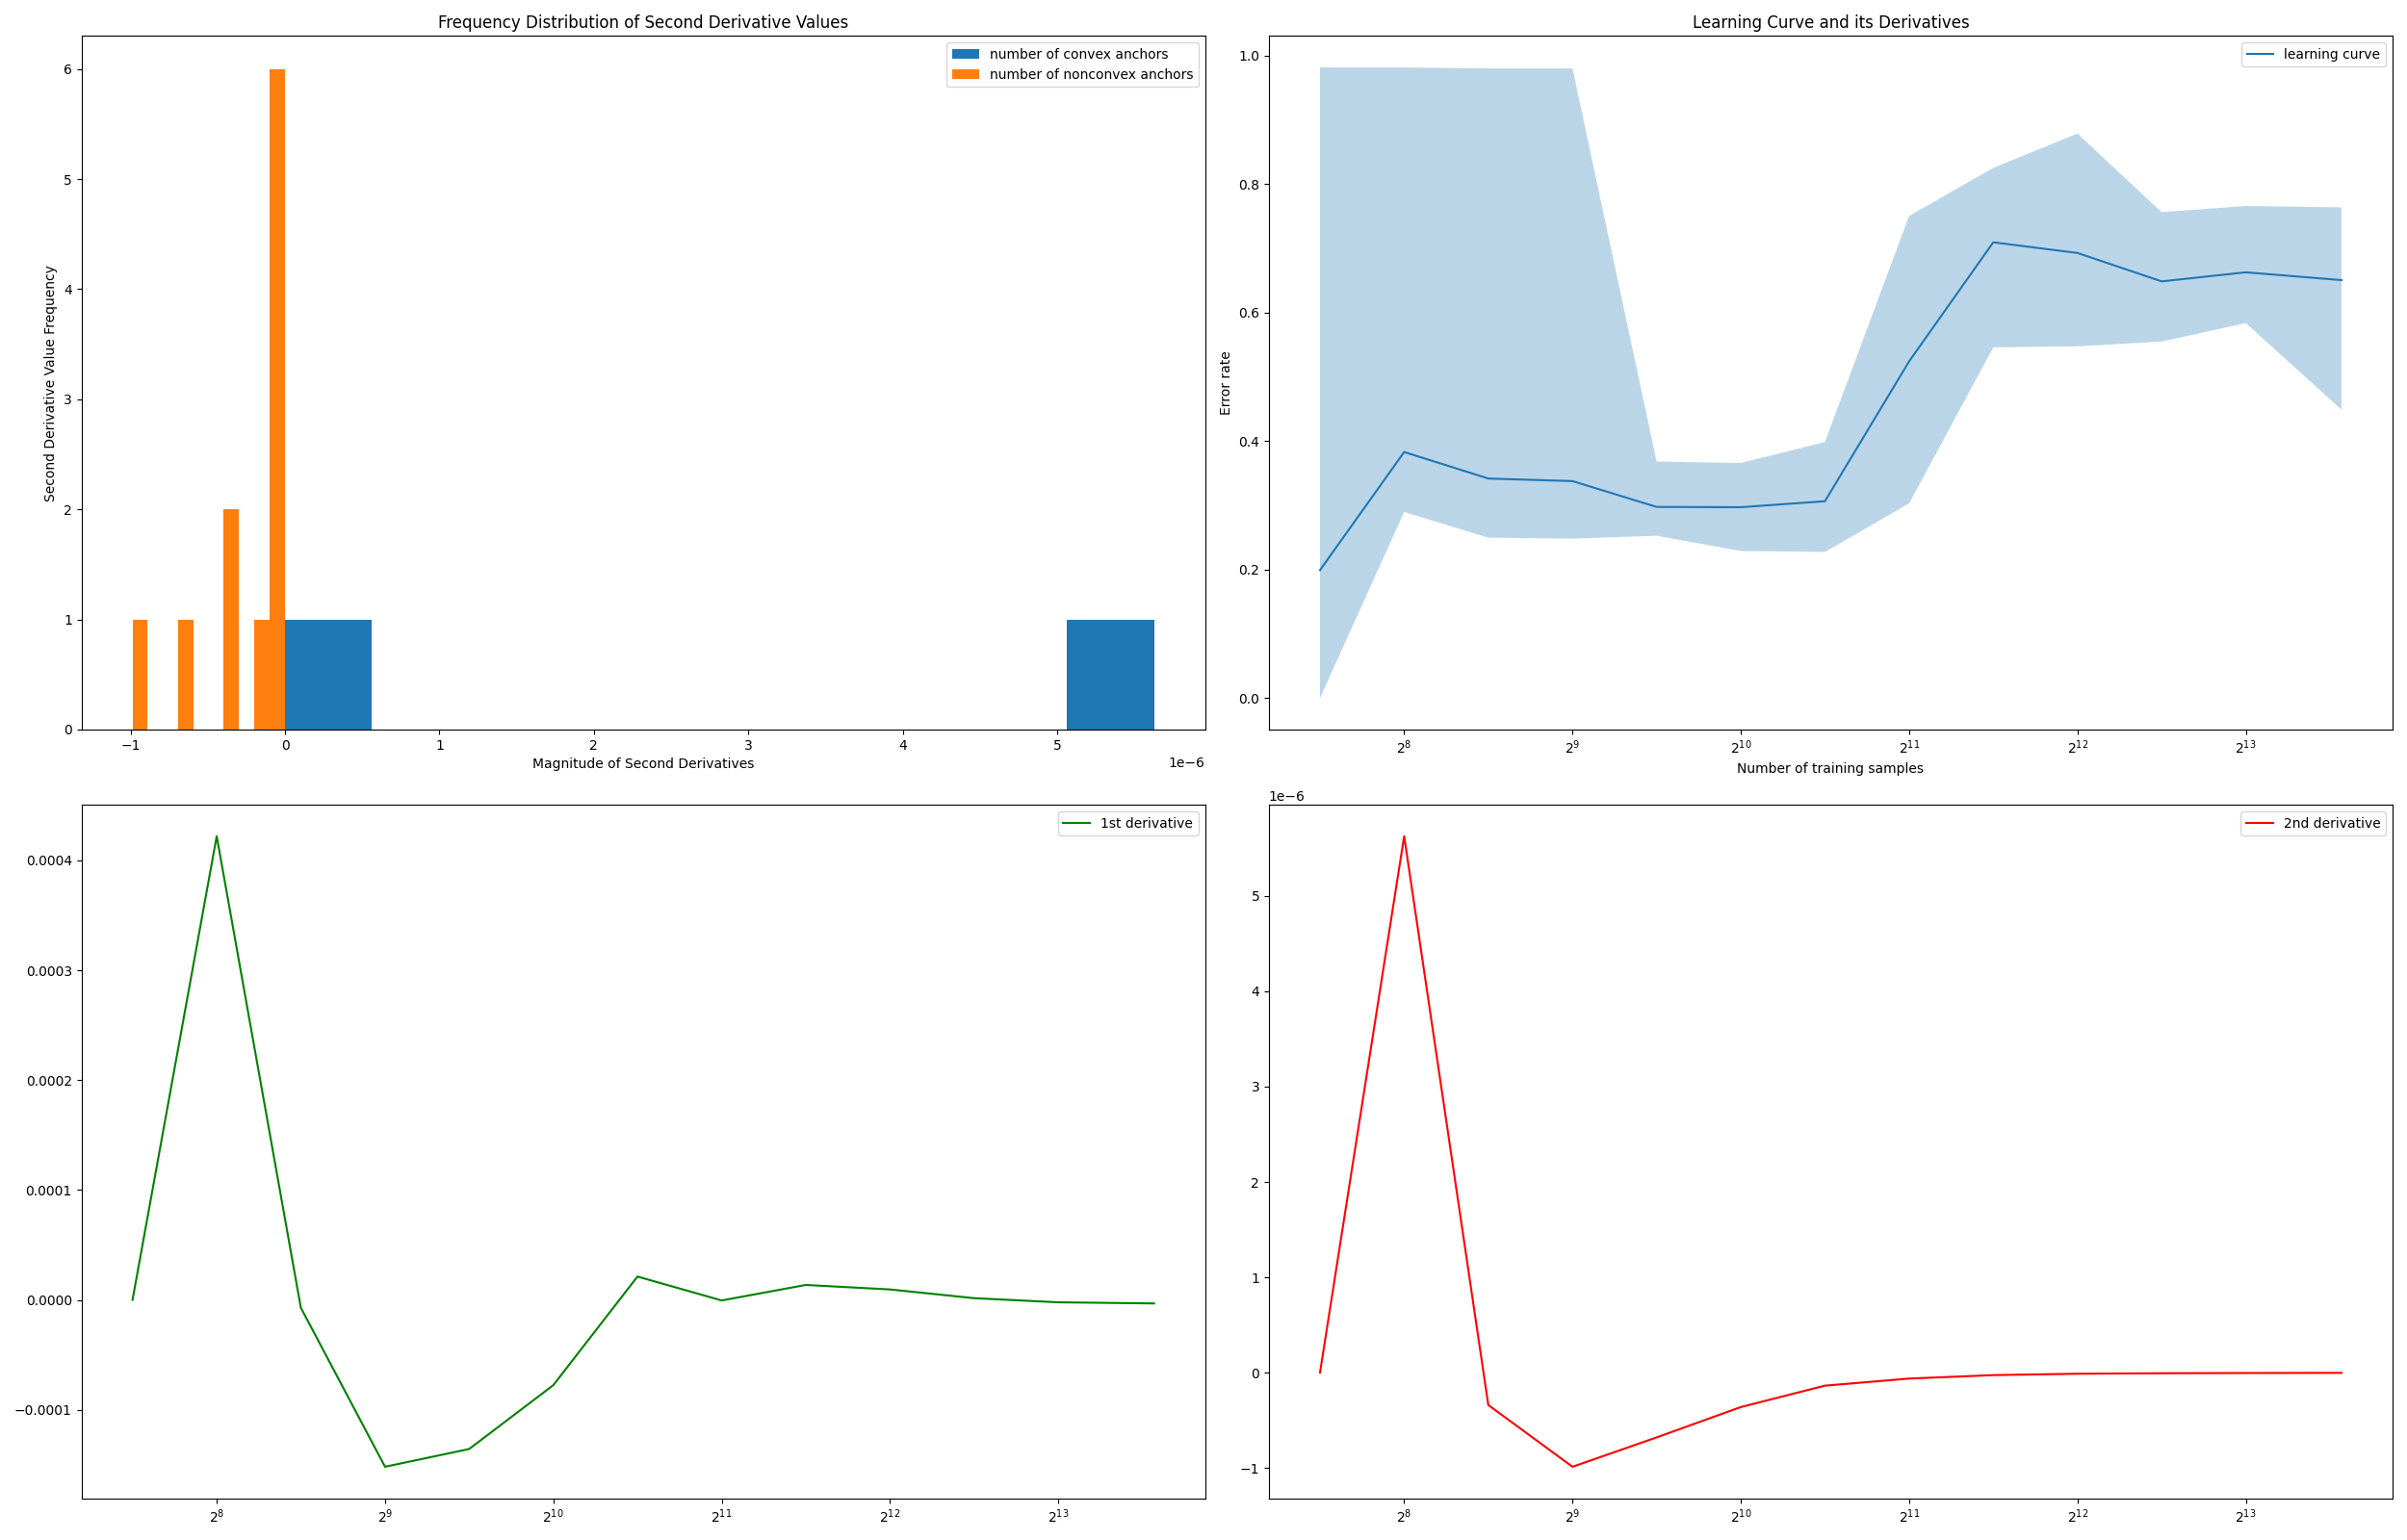 Frequency Distribution of Second Derivative Values
number of convex anchors
number of nonconvex anchors
Second Derivative Value Frequency
6
5
4
3
2
1
0
−1 0 1 2 3 4 5
1e−6
Magnitude of Second Derivatives
Learning Curve and its Derivatives
learning curve
Error rate
1.0
0.8
0.6
0.4
0.2
0.0
2^8 2^9 2^10 2^11 2^12 2^13
Number of training samples
1st derivative
0.0004
0.0003
0.0002
0.0001
0.0000
−0.0001
2^8 2^9 2^10 2^11 2^12 2^13
1e−6
2nd derivative
5
4
3
2
1
0
−1
2^8 2^9 2^10 2^11 2^12 2^13